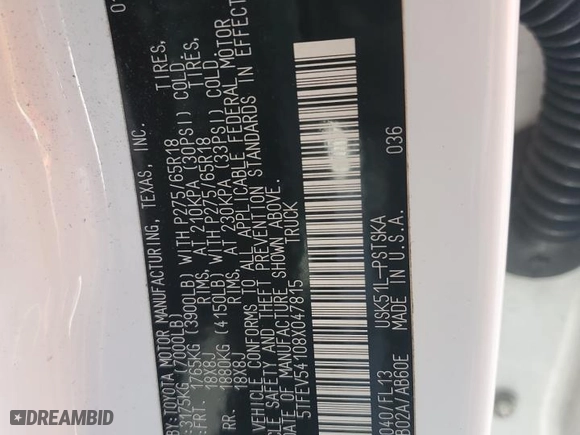 BY:TOYOTA MOTOR MANUFACTURING, TEXAS, INC.
:3175KG (7000LB)
:FRT. 1765KG (3900LB) WITH P275/65R18 TIRES,
18X8J RIMS, AT 210KPA (30PSI) COLD.
RR. 1880KG (4150LB) WITH P275/65R18 TIRES,
18X8J RIMS, AT 230KPA (33PSI) COLD.
VEHICLE CONFORMS TO ALL APPLICABLE FEDERAL MOTOR
VEHICLE SAFETY AND THEFT PREVENTION STANDARDS IN EFFECT
DATE OF MANUFACTURE SHOWN ABOVE.
5TFEV54108X047815 TRUCK
040/FL13 USK51L-PSTSKA 036
B02A/AB60E MADE IN U.S.A.
DEALERS CLUB